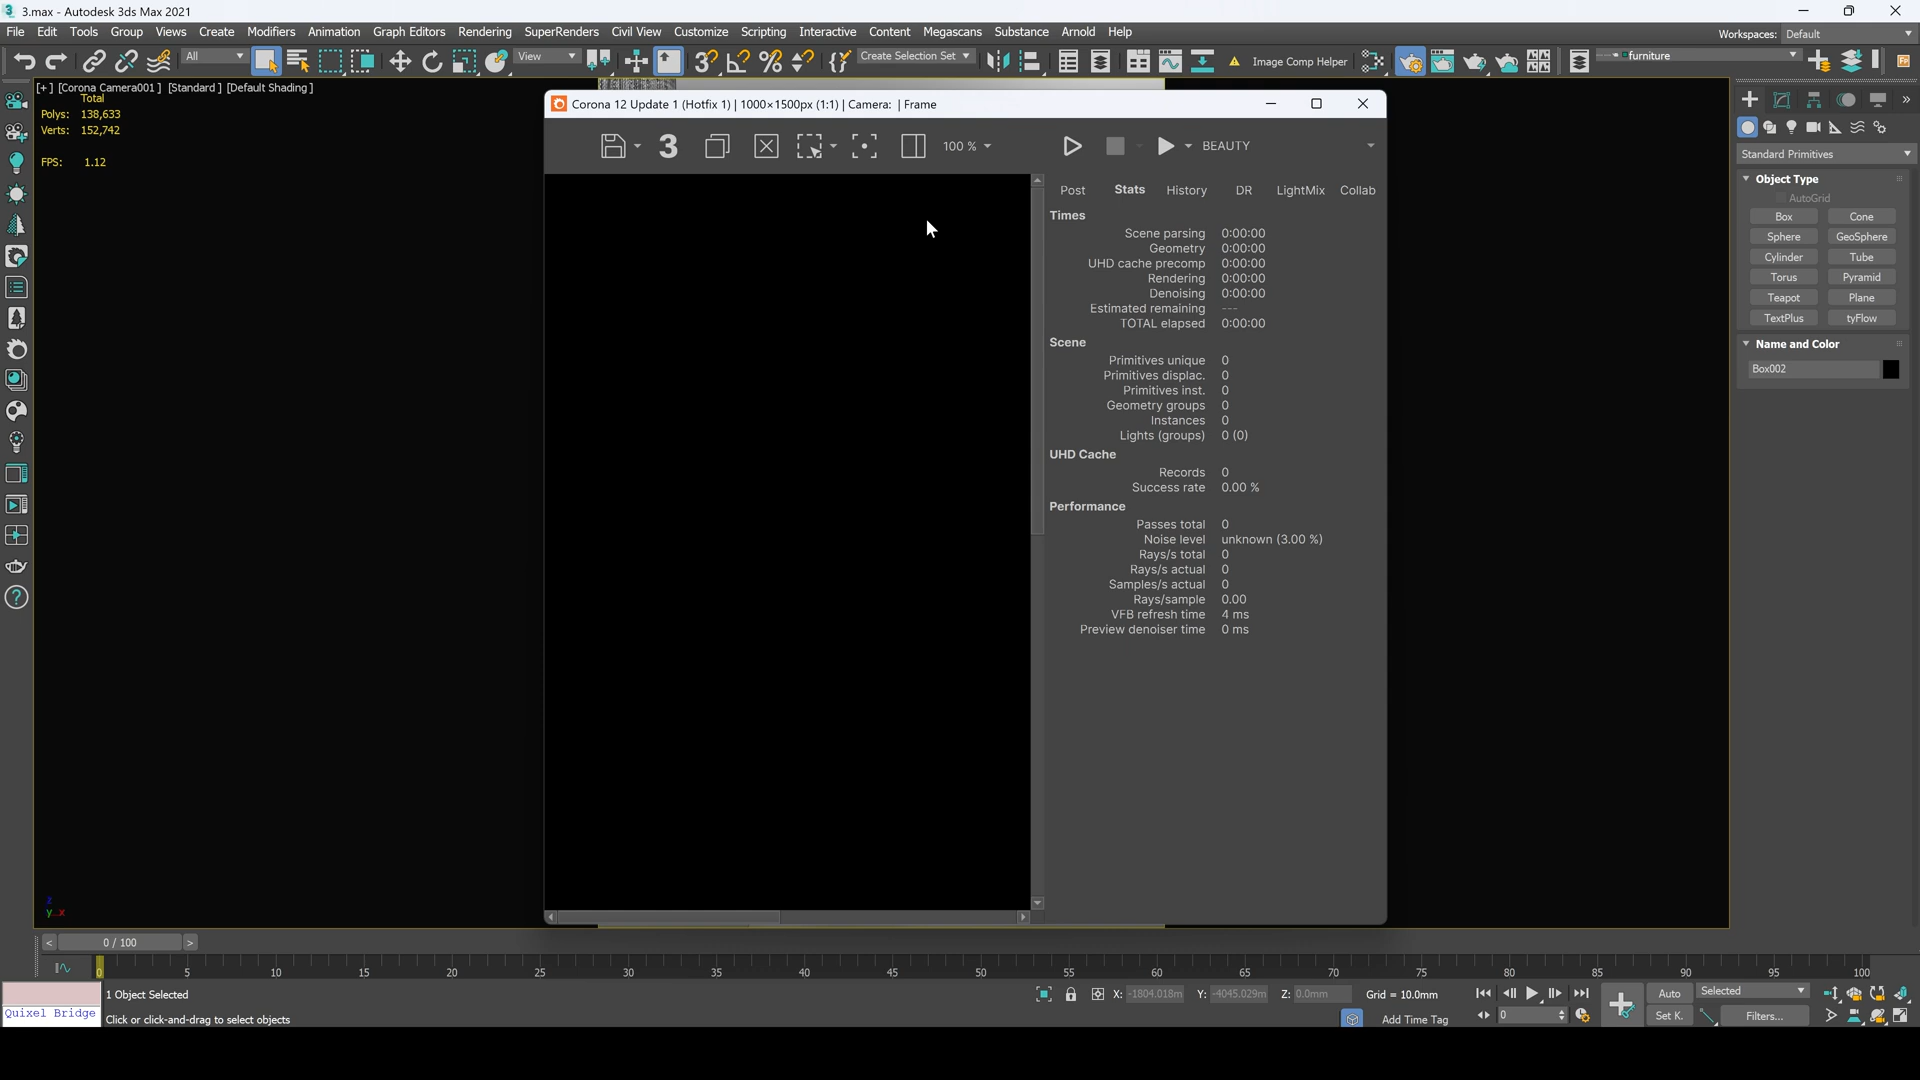 3.max - Autodesk 3ds Max 2021
File Edit Tools Group Views Create Modifiers Animation Graph Editors Rendering SuperRenders Civil View Customize Scripting Interactive Content Megascans Substance Arnold Help
Workspaces: Default
All View Create Selection Set Image Comp Helper furniture
[+] [Corona Camera001] [Standard] [Default Shading]
Total
Polys: 138,633
Verts: 152,742
FPS: 1.12
Corona 12 Update 1 (Hotfix 1) | 1000×1500px (1:1) | Camera: | Frame
3 100 % BEAUTY
Post Stats History DR LightMix Collab
Times
Scene parsing 0:00:00
Geometry 0:00:00
UHD cache precomp 0:00:00
Rendering 0:00:00
Denoising 0:00:00
Estimated remaining ---
TOTAL elapsed 0:00:00
Scene
Primitives unique 0
Primitives displac. 0
Primitives inst. 0
Geometry groups 0
Instances 0
Lights (groups) 0 (0)
UHD Cache
Records 0
Success rate 0.00 %
Performance
Passes total 0
Noise level unknown (3.00 %)
Rays/s total 0
Rays/s actual 0
Samples/s actual 0
Rays/sample 0.00
VFB refresh time 4 ms
Preview denoiser time 0 ms
Standard Primitives
Object Type
AutoGrid
Box Cone
Sphere GeoSphere
Cylinder Tube
Torus Pyramid
Teapot Plane
TextPlus tyFlow
Name and Color
Box002
z
y x
< 0 / 100 >
0 5 10 15 20 25 30 35 40 45 50 55 60 65 70 75 80 85 90 95 100
1 Object Selected
X: -1804.018m Y: -4045.029m Z: 0.0mm Grid = 10.0mm
Auto Selected
Quixel Bridge
Click or click-and-drag to select objects
Add Time Tag
0
Set K. Filters...